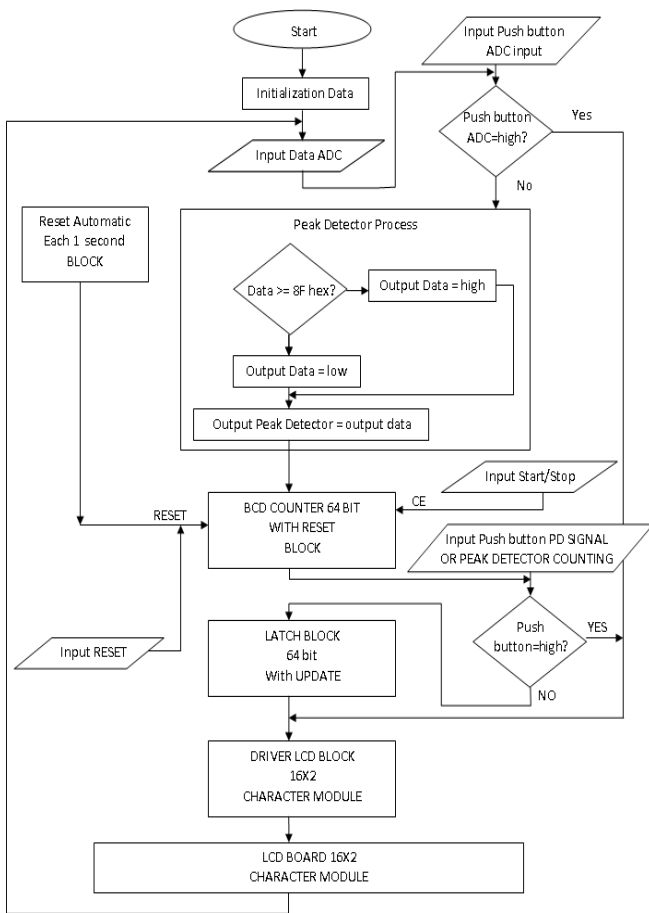 Start
Input Push button
ADC input
Initialization Data
Push button
ADC=high?
Yes
Input Data ADC
No
Reset Automatic
Each 1 second
BLOCK
Peak Detector Process
Data >= 8F hex?
Output Data = high
Output Data = low
Output Peak Detector = output data
Input Start/Stop
RESET
BCD COUNTER 64 BIT
WITH RESET
BLOCK
CE
Input Push button PD SIGNAL
OR PEAK DETECTOR COUNTING
Input RESET
LATCH BLOCK
64 bit
With UPDATE
Push
button=high?
YES
NO
DRIVER LCD BLOCK
16X2
CHARACTER MODULE
LCD BOARD 16X2
CHARACTER MODULE